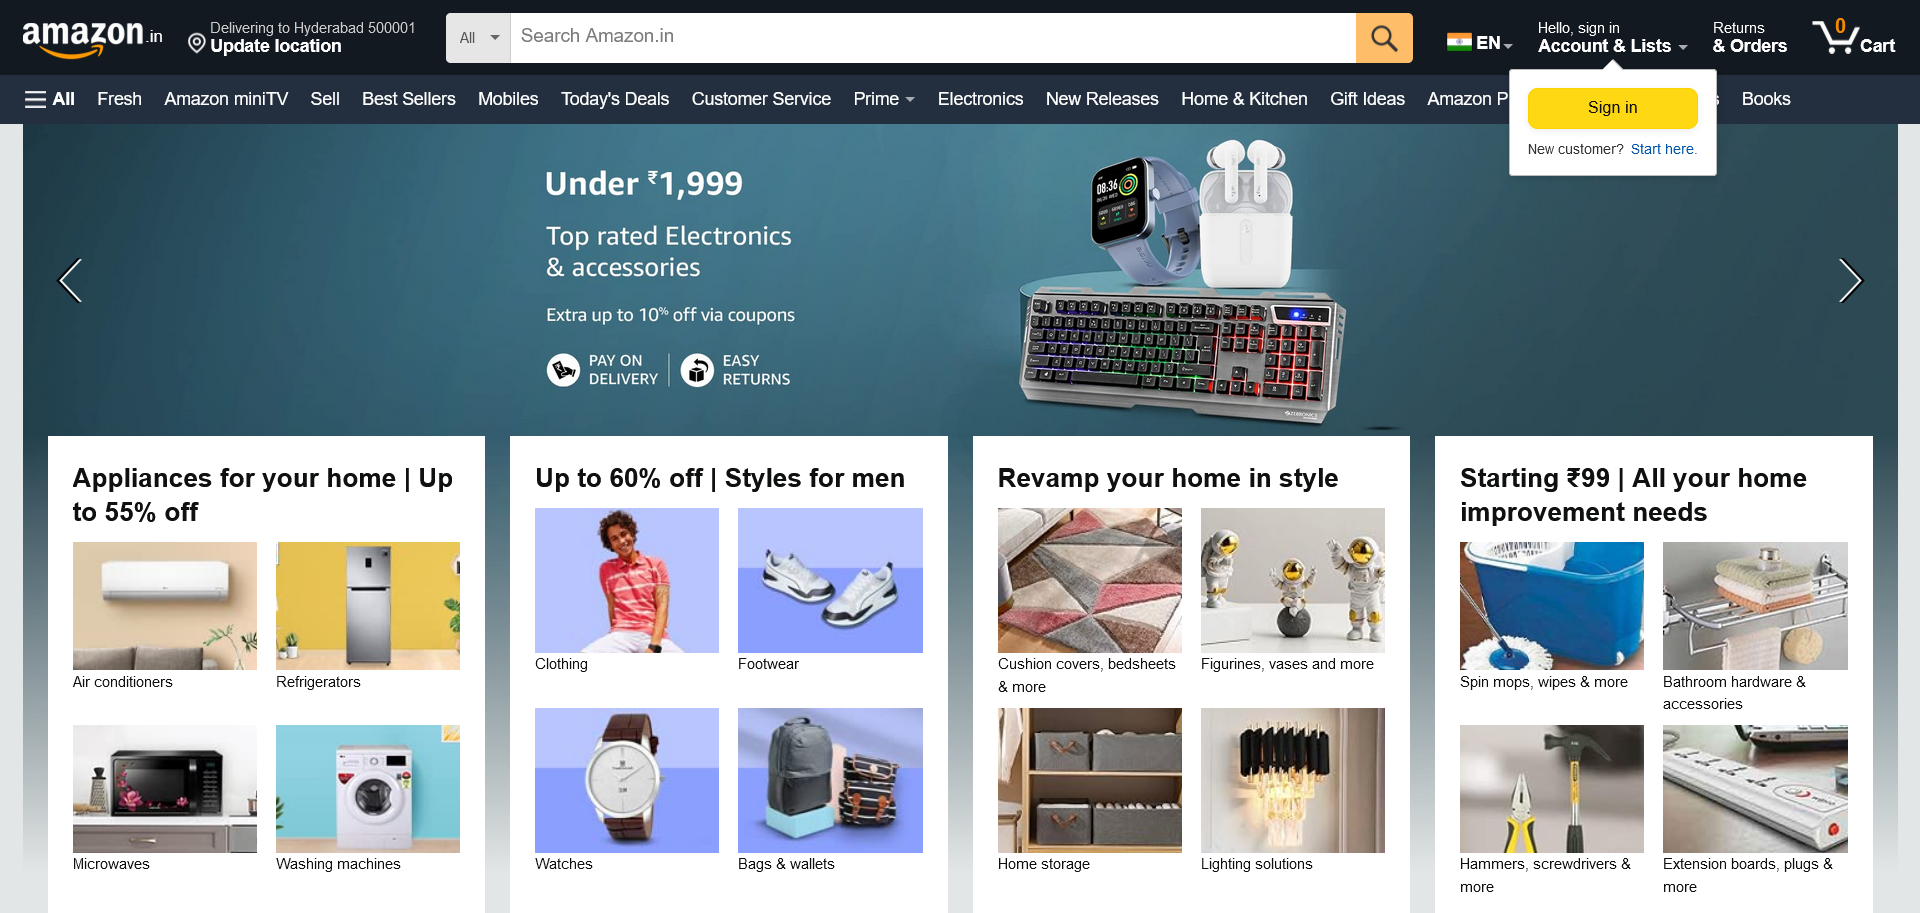 amazon.in
Delivering to Hyderabad 500001
Update location
All
Search Amazon.in
EN
Hello, sign in
Account & Lists
Returns
& Orders
0
Cart
All
Fresh
Amazon miniTV
Sell
Best Sellers
Mobiles
Today's Deals
Customer Service
Prime
Electronics
New Releases
Home & Kitchen
Gift Ideas
Amazon P
s
Books
Sign in
New customer? Start here.
Under ₹1,999
Top rated Electronics
& accessories
Extra up to 10% off via coupons
PAY ON
DELIVERY
EASY
RETURNS
08:36
ZEBRONICS
Appliances for your home | Up
to 55% off
Air conditioners
Refrigerators
Microwaves
Washing machines
Up to 60% off | Styles for men
Clothing
Footwear
Watches
Bags & wallets
Revamp your home in style
Cushion covers, bedsheets
& more
Figurines, vases and more
Home storage
Lighting solutions
Starting ₹99 | All your home
improvement needs
Spin mops, wipes & more
Bathroom hardware &
accessories
Hammers, screwdrivers &
more
Extension boards, plugs &
more